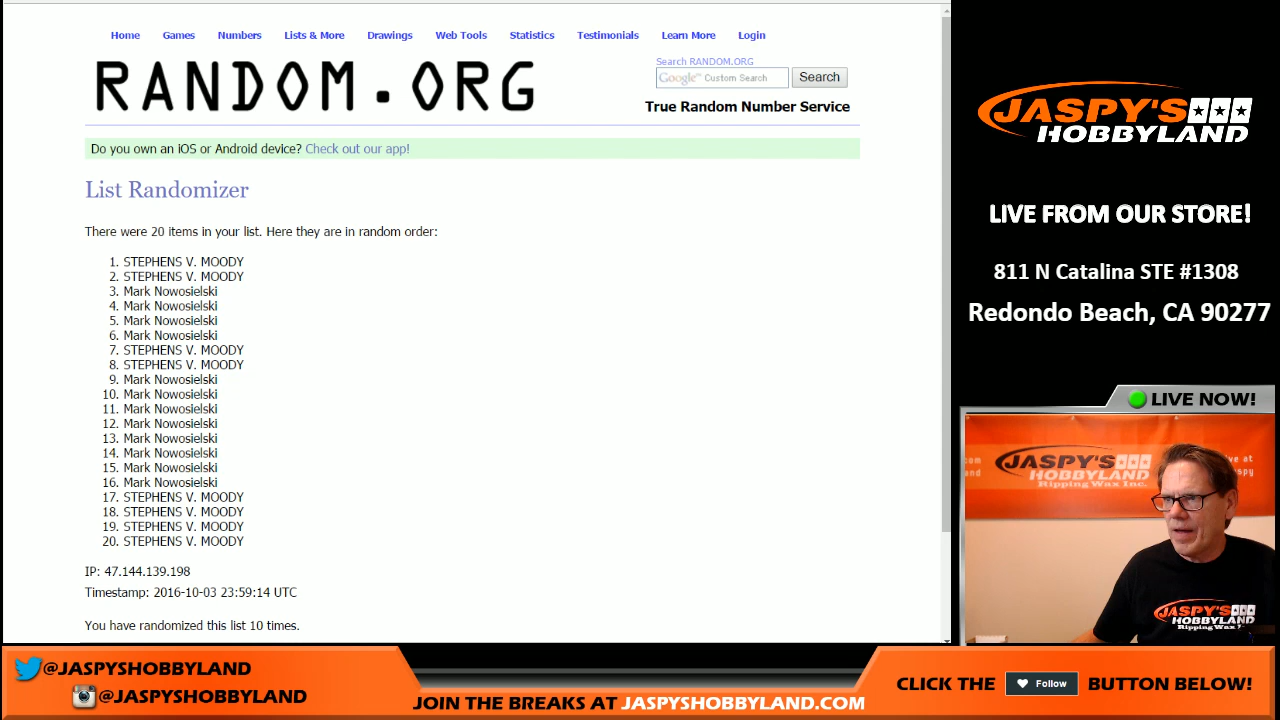 Home Games Numbers Lists & More Drawings Web Tools Statistics Testimonials Learn More Login
RANDOM.ORG
Search RANDOM.ORG
Google™ Custom Search Search
True Random Number Service
Do you own an iOS or Android device? Check out our app!
List Randomizer
There were 20 items in your list. Here they are in random order:
1. STEPHENS V. MOODY
2. STEPHENS V. MOODY
3. Mark Nowosielski
4. Mark Nowosielski
5. Mark Nowosielski
6. Mark Nowosielski
7. STEPHENS V. MOODY
8. STEPHENS V. MOODY
9. Mark Nowosielski
10. Mark Nowosielski
11. Mark Nowosielski
12. Mark Nowosielski
13. Mark Nowosielski
14. Mark Nowosielski
15. Mark Nowosielski
16. Mark Nowosielski
17. STEPHENS V. MOODY
18. STEPHENS V. MOODY
19. STEPHENS V. MOODY
20. STEPHENS V. MOODY
IP: 47.144.139.198
Timestamp: 2016-10-03 23:59:14 UTC
You have randomized this list 10 times.
JASPY'S
HOBBYLAND
LIVE FROM OUR STORE!
811 N Catalina STE #1308
Redondo Beach, CA 90277
LIVE NOW!
JASPY'S
HOBBYLAND
Ripping Wax Inc.
JASPY'S
HOBBYLAND
@JASPYSHOBBYLAND
@JASPYSHOBBYLAND
JOIN THE BREAKS AT JASPYSHOBBYLAND.COM
CLICK THE Follow BUTTON BELOW!